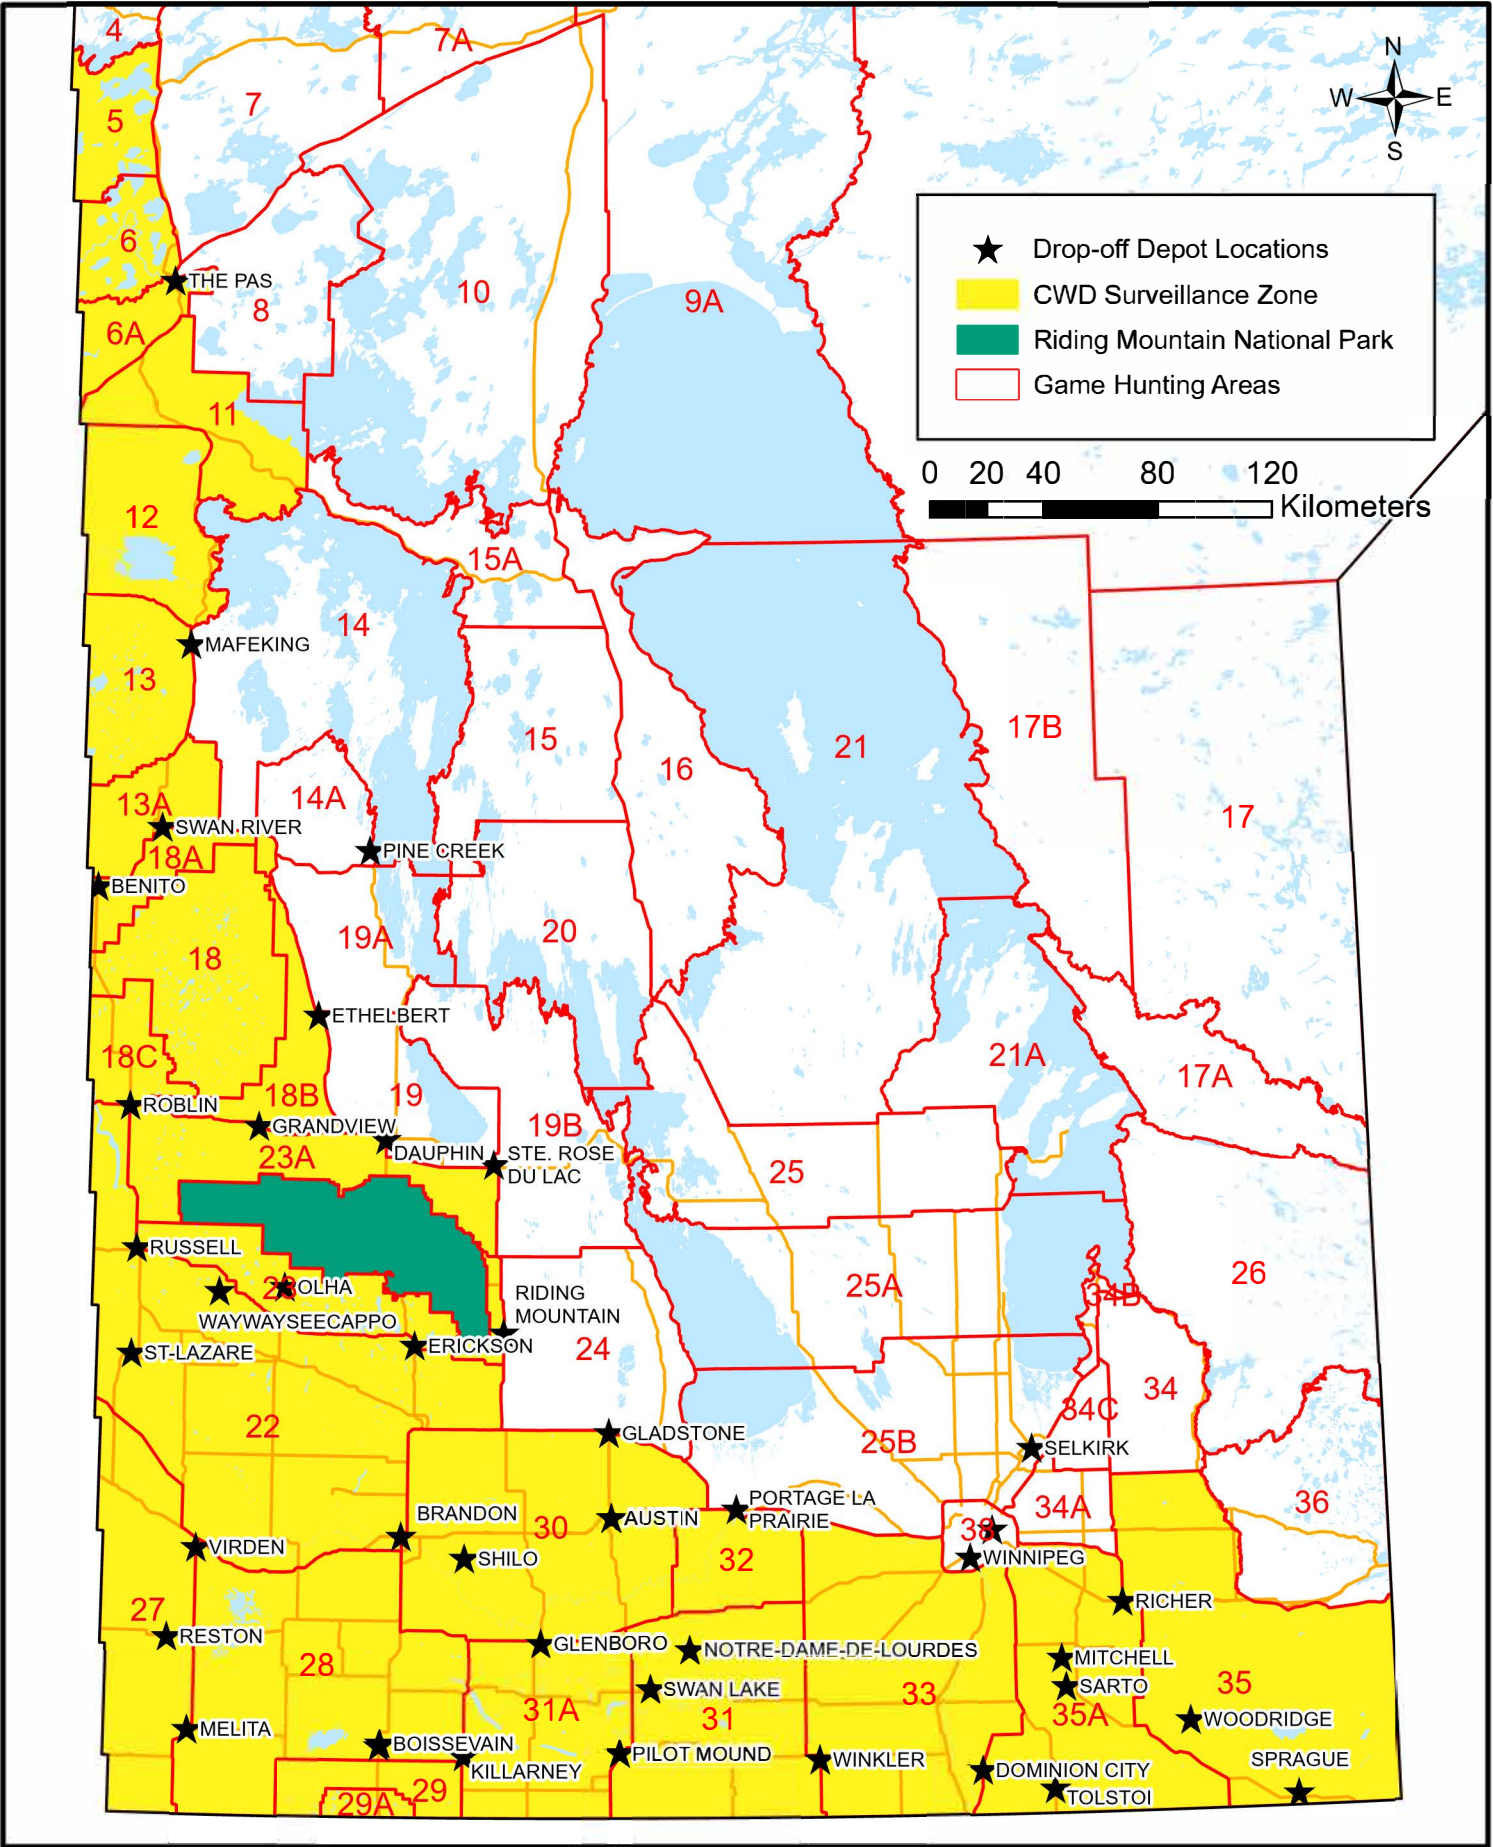 4
7A
N
W E
S
7
5
6
THE PAS
10
9A
8
6A
11
Drop-off Depot Locations
CWD Surveillance Zone
Riding Mountain National Park
Game Hunting Areas
0 20 40 80 120
Kilometers
12
15A
14
MAFEKING
13
15
16
21
17B
14A
13A
17
SWAN RIVER
18A
PINE CREEK
BENITO
19A
20
18
ETHELBERT
18C
21A
17A
18B
19
ROBLIN
19B
GRANDVIEW
DAUPHIN
STE. ROSE
DU LAC
23A
25
RUSSELL
26
23
OLHA
25A
34B
RIDING
MOUNTAIN
WAYWAYSEECAPPO
ERICKSON
24
ST-LAZARE
34
34C
22
GLADSTONE
25B
SELKIRK
PORTAGE LA
PRAIRIE
34A
36
BRANDON
30
AUSTIN
38
VIRDEN
SHILO
32
WINNIPEG
27
RICHER
RESTON
GLENBORO
NOTRE-DAME-DE-LOURDES
28
MITCHELL
SWAN LAKE
33
SARTO
35
31A
31
35A
MELITA
WOODRIDGE
BOISSEVAIN
PILOT MOUND
WINKLER
SPRAGUE
KILLARNEY
DOMINION CITY
29
29A
TOLSTOI